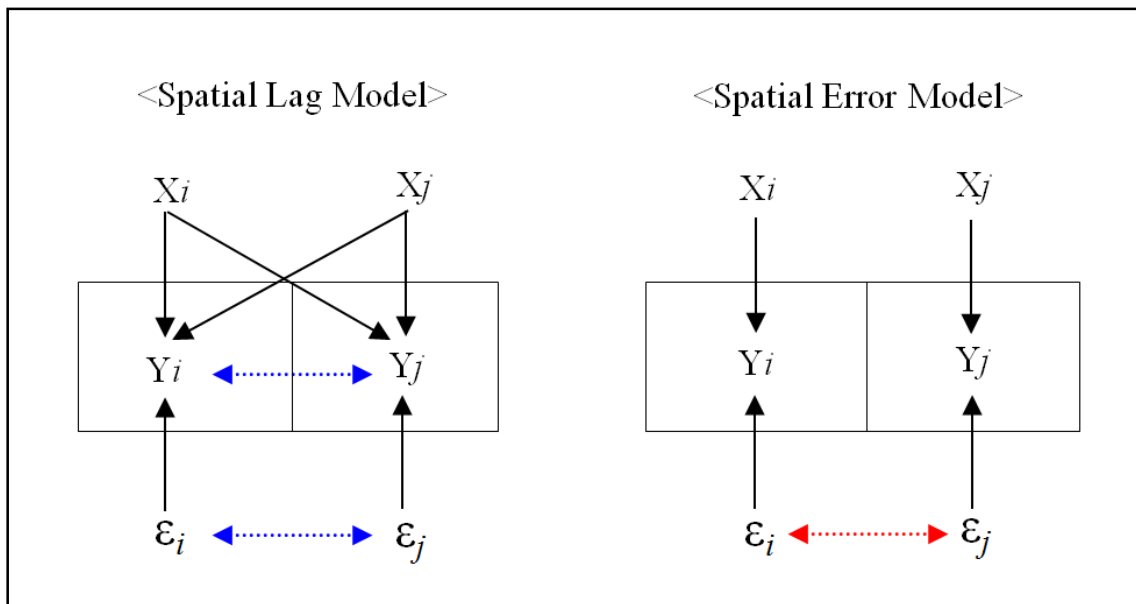 <Spatial Lag Model>
<Spatial Error Model>
Xi Xj
Xi Xj
Yi Yj
Yi Yj
εi εj
εi εj